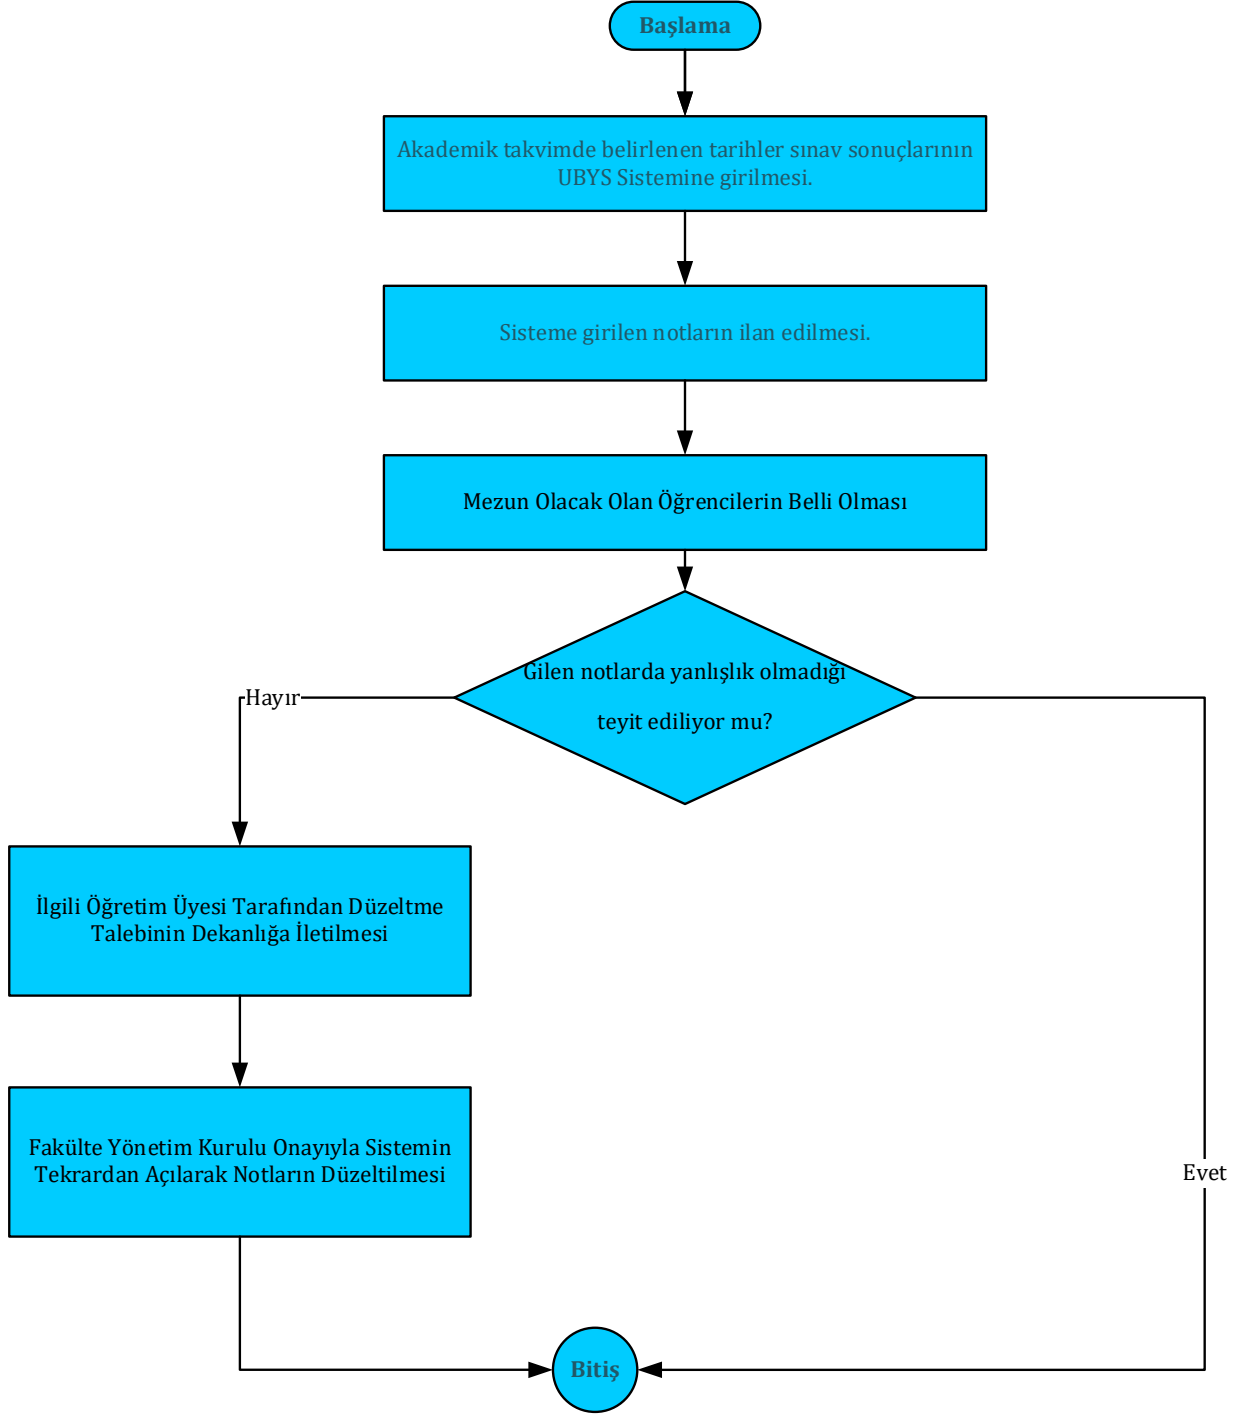 Başlama
Akademik takvimde belirlenen tarihler sınav sonuçlarının
UBYS Sistemine girilmesi.
Sisteme girilen notların ilan edilmesi.
Mezun Olacak Olan Öğrencilerin Belli Olması
Gilen notlarda yanlışlık olmadığı
teyit ediliyor mu?
Hayır
İlgili Öğretim Üyesi Tarafından Düzeltme
Talebinin Dekanlığa İletilmesi
Fakülte Yönetim Kurulu Onayıyla Sistemin
Tekrardan Açılarak Notların Düzeltilmesi
Evet
Bitiş